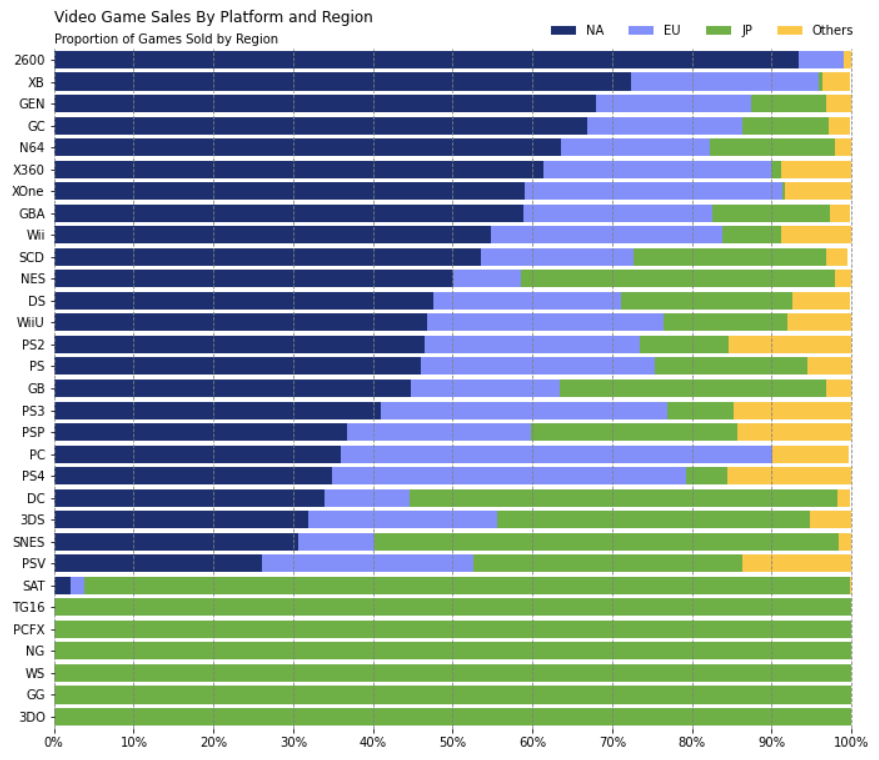 Video Game Sales By Platform and Region
Proportion of Games Sold by Region
NA EU JP Others
2600
XB
GEN
GC
N64
X360
XOne
GBA
Wii
SCD
NES
DS
WiiU
PS2
PS
GB
PS3
PSP
PC
PS4
DC
3DS
SNES
PSV
SAT
TG16
PCFX
NG
WS
GG
3DO
0% 10% 20% 30% 40% 50% 60% 70% 80% 90% 100%